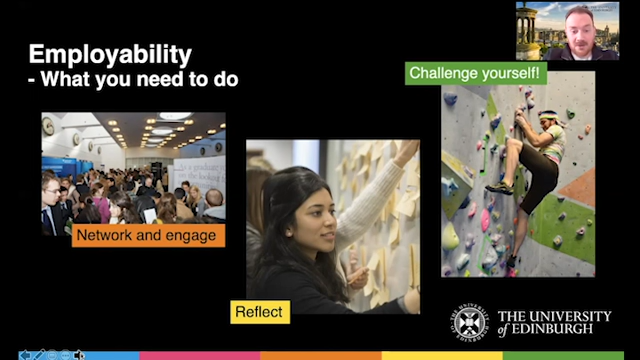 Employability
- What you need to do
Challenge yourself!
Network and engage
Reflect
THE UNIVERSITY
of EDINBURGH